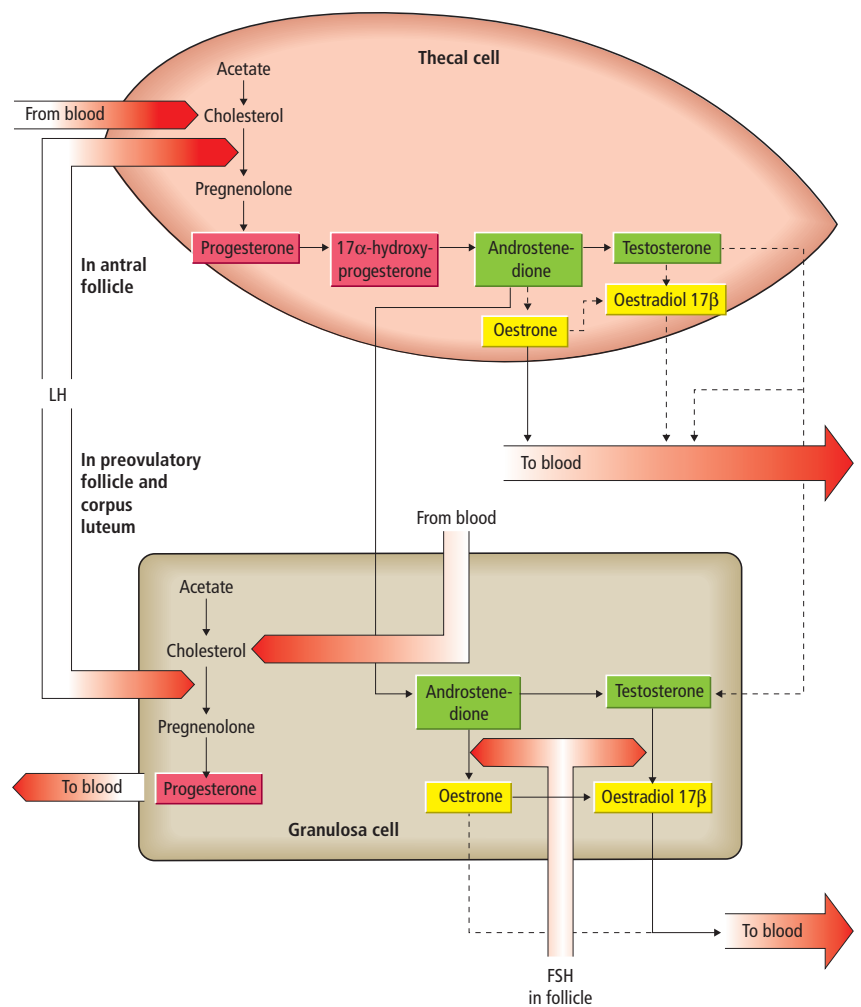 Thecal cell
Acetate
From blood
Cholesterol
Pregnenolone
Progesterone
17α-hydroxy-
progesterone
Androstene-
dione
Testosterone
Oestrone
Oestradiol 17β
In antral
follicle
LH
To blood
In preovulatory
follicle and
corpus
luteum
From blood
Acetate
Cholesterol
Androstene-
dione
Testosterone
Pregnenolone
To blood
Progesterone
Oestrone
Oestradiol 17β
Granulosa cell
To blood
FSH
in follicle